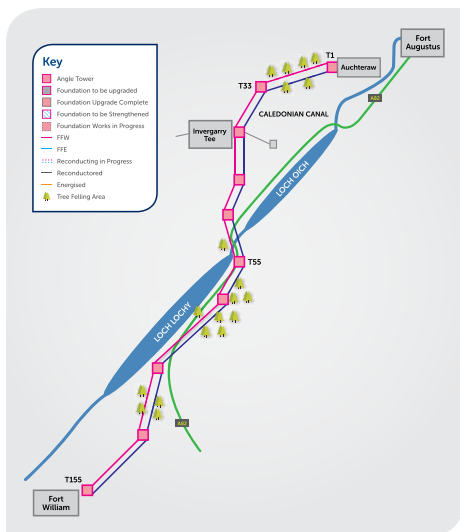 Fort
Augustus
T1
Auchteraw
Key
Angle Tower
Foundation to be upgraded
Foundation Upgrade Complete
Foundation to be Strengthened
Foundation Works in Progress
FFW
FFE
Reconducting in Progress
Reconductored
Energised
Tree Felling Area
T33
A82
CALEDONIAN CANAL
Invergarry
Tee
LOCH OICH
T55
LOCH LOCHY
A82
T155
Fort
William